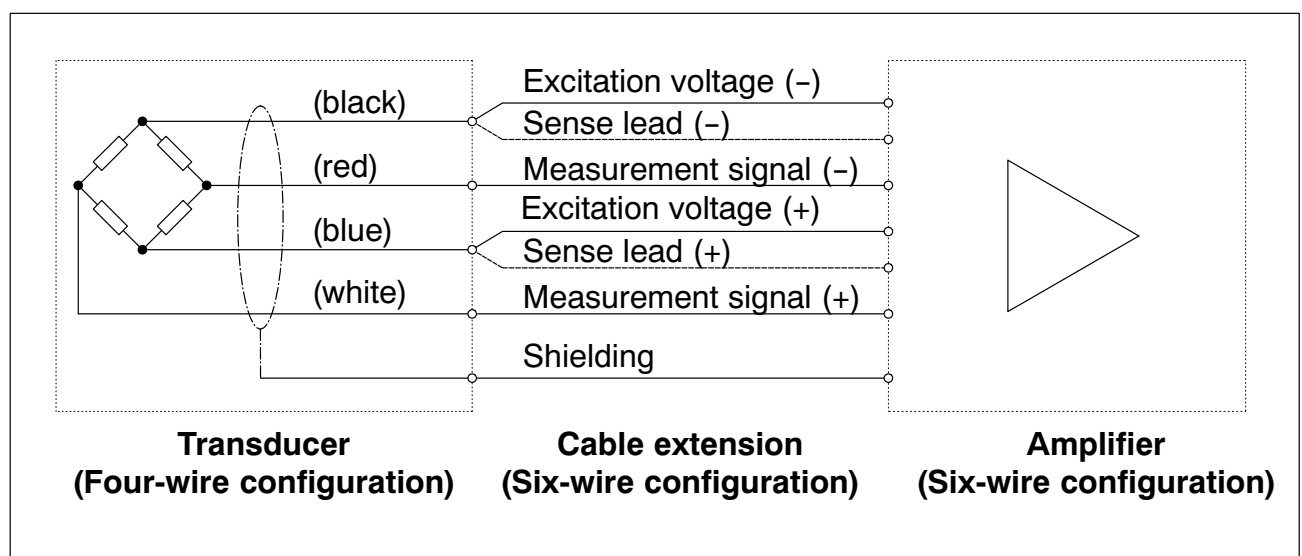 Excitation voltage (–)
(black)
Sense lead (–)
(red)
Measurement signal (–)
Excitation voltage (+)
(blue)
Sense lead (+)
(white)
Measurement signal (+)
Shielding
Transducer
(Four-wire configuration)
Cable extension
(Six-wire configuration)
Amplifier
(Six-wire configuration)